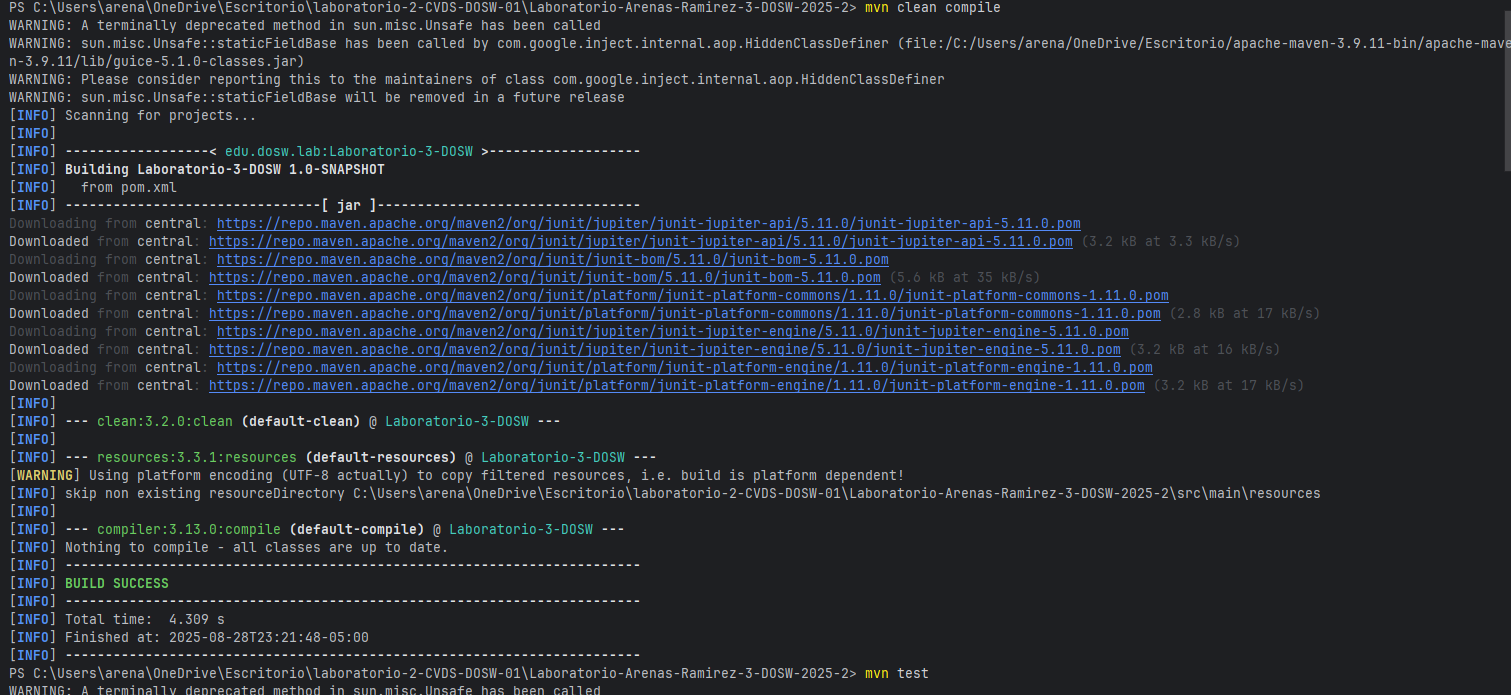 PS C:\Users\arena\OneDrive\Escritorio\laboratorio-2-CVDS-DOSW-01\Laboratorio-Arenas-Ramirez-3-DOSW-2025-2> mvn clean compile
WARNING: A terminally deprecated method in sun.misc.Unsafe has been called
WARNING: sun.misc.Unsafe::staticFieldBase has been called by com.google.inject.internal.aop.HiddenClassDefiner (file:/C:/Users/arena/OneDrive/Escritorio/apache-maven-3.9.11-bin/apache-mave
n-3.9.11/lib/guice-5.1.0-classes.jar)
WARNING: Please consider reporting this to the maintainers of class com.google.inject.internal.aop.HiddenClassDefiner
WARNING: sun.misc.Unsafe::staticFieldBase will be removed in a future release
[INFO] Scanning for projects...
[INFO]
[INFO] ------------------< edu.dosw.lab:Laboratorio-3-DOSW >-------------------
[INFO] Building Laboratorio-3-DOSW 1.0-SNAPSHOT
[INFO]   from pom.xml
[INFO] --------------------------------[ jar ]---------------------------------
Downloading from central: https://repo.maven.apache.org/maven2/org/junit/jupiter/junit-jupiter-api/5.11.0/junit-jupiter-api-5.11.0.pom
Downloaded from central: https://repo.maven.apache.org/maven2/org/junit/jupiter/junit-jupiter-api/5.11.0/junit-jupiter-api-5.11.0.pom (3.2 kB at 3.3 kB/s)
Downloading from central: https://repo.maven.apache.org/maven2/org/junit/junit-bom/5.11.0/junit-bom-5.11.0.pom
Downloaded from central: https://repo.maven.apache.org/maven2/org/junit/junit-bom/5.11.0/junit-bom-5.11.0.pom (5.6 kB at 35 kB/s)
Downloading from central: https://repo.maven.apache.org/maven2/org/junit/platform/junit-platform-commons/1.11.0/junit-platform-commons-1.11.0.pom
Downloaded from central: https://repo.maven.apache.org/maven2/org/junit/platform/junit-platform-commons/1.11.0/junit-platform-commons-1.11.0.pom (2.8 kB at 17 kB/s)
Downloading from central: https://repo.maven.apache.org/maven2/org/junit/jupiter/junit-jupiter-engine/5.11.0/junit-jupiter-engine-5.11.0.pom
Downloaded from central: https://repo.maven.apache.org/maven2/org/junit/jupiter/junit-jupiter-engine/5.11.0/junit-jupiter-engine-5.11.0.pom (3.2 kB at 16 kB/s)
Downloading from central: https://repo.maven.apache.org/maven2/org/junit/platform/junit-platform-engine/1.11.0/junit-platform-engine-1.11.0.pom
Downloaded from central: https://repo.maven.apache.org/maven2/org/junit/platform/junit-platform-engine/1.11.0/junit-platform-engine-1.11.0.pom (3.2 kB at 17 kB/s)
[INFO]
[INFO] --- clean:3.2.0:clean (default-clean) @ Laboratorio-3-DOSW ---
[INFO]
[INFO] --- resources:3.3.1:resources (default-resources) @ Laboratorio-3-DOSW ---
[WARNING] Using platform encoding (UTF-8 actually) to copy filtered resources, i.e. build is platform dependent!
[INFO] skip non existing resourceDirectory C:\Users\arena\OneDrive\Escritorio\laboratorio-2-CVDS-DOSW-01\Laboratorio-Arenas-Ramirez-3-DOSW-2025-2\src\main\resources
[INFO]
[INFO] --- compiler:3.13.0:compile (default-compile) @ Laboratorio-3-DOSW ---
[INFO] Nothing to compile - all classes are up to date.
[INFO] ------------------------------------------------------------------------
[INFO] BUILD SUCCESS
[INFO] ------------------------------------------------------------------------
[INFO] Total time:  4.309 s
[INFO] Finished at: 2025-08-28T23:21:48-05:00
[INFO] ------------------------------------------------------------------------
PS C:\Users\arena\OneDrive\Escritorio\laboratorio-2-CVDS-DOSW-01\Laboratorio-Arenas-Ramirez-3-DOSW-2025-2> mvn test
WARNING: A terminally deprecated method in sun.misc.Unsafe has been called